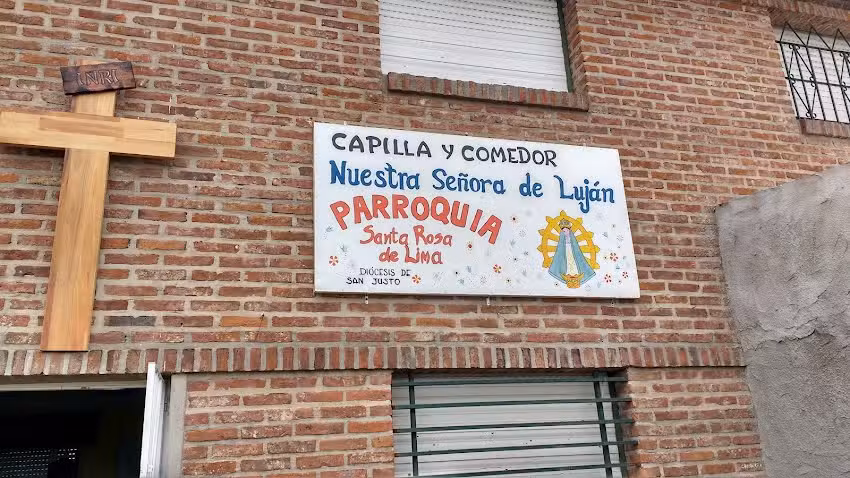 INRI
CAPILLA Y COMEDOR
Nuestra Señora de Luján
PARROQUIA
Santa Rosa
de Lima
DIÓCESIS DE
SAN JUSTO